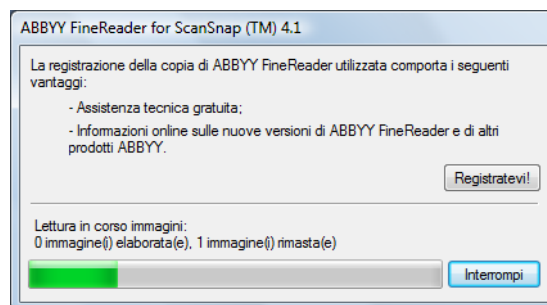 ABBYY FineReader for ScanSnap (TM) 4.1
La registrazione della copia di ABBYY FineReader utilizzata comporta i seguenti
vantaggi:
- Assistenza tecnica gratuita;
- Informazioni online sulle nuove versioni di ABBYY FineReader e di altri
prodotti ABBYY.
Registratevi!
Lettura in corso immagini:
0 immagine(i) elaborata(e), 1 immagine(i) rimasta(e)
Interrompi